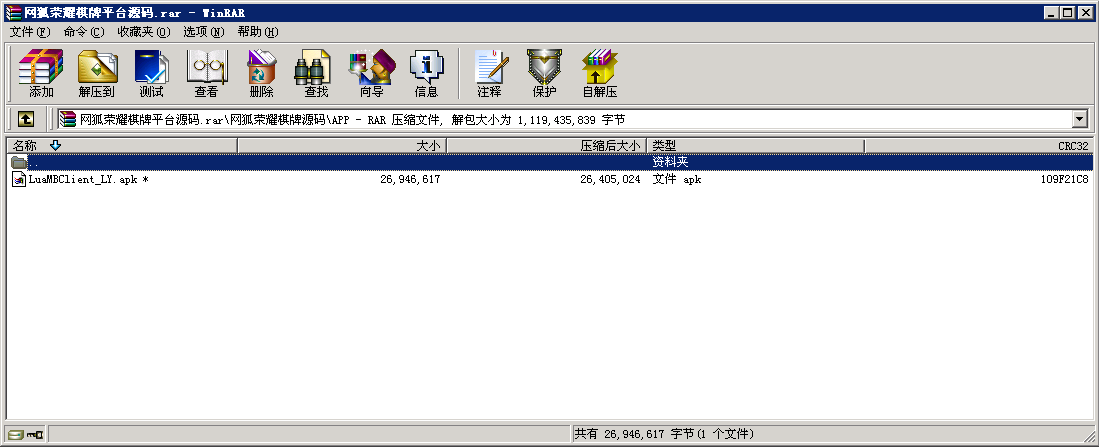 网狐荣耀棋牌平台源码.rar - WinRAR
文件(F) 命令(C) 收藏夹(O) 选项(N) 帮助(H)
添加 解压到 测试 查看 删除 查找 向导 信息 注释 保护 自解压
网狐荣耀棋牌平台源码.rar\网狐荣耀棋牌源码\APP - RAR 压缩文件, 解包大小为 1,119,435,839 字节
名称 大小 压缩后大小 类型 CRC32
.. 资料夹
LuaMBClient_LY.apk * 26,946,617 26,405,024 文件 apk 109F21C8
共有 26,946,617 字节(1 个文件)